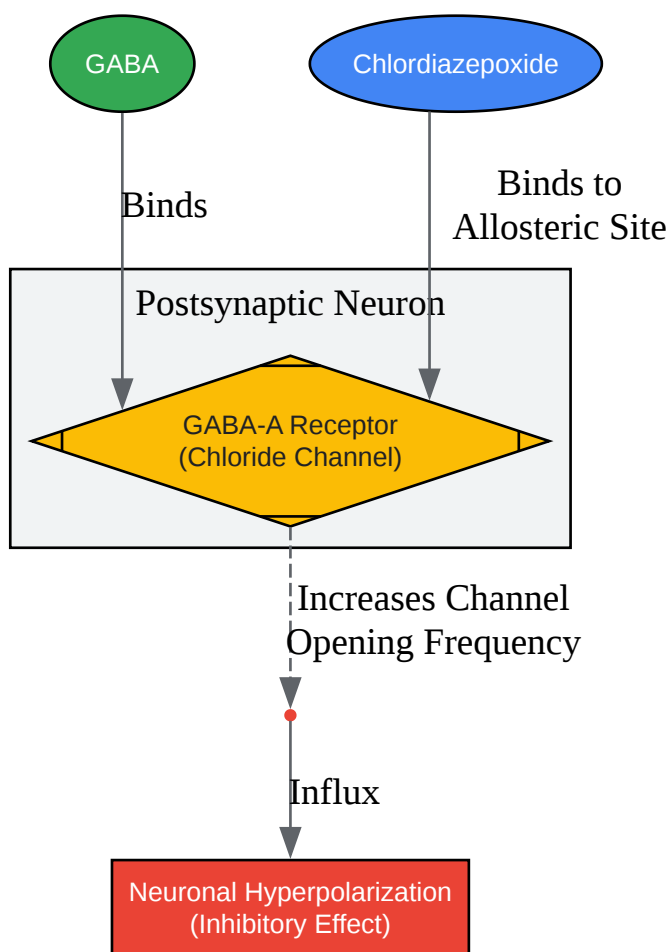 GABA
Chlordiazepoxide
Binds
Binds to
Allosteric Site
Postsynaptic Neuron
GABA-A Receptor
(Chloride Channel)
Increases Channel
Opening Frequency
Influx
Neuronal Hyperpolarization
(Inhibitory Effect)